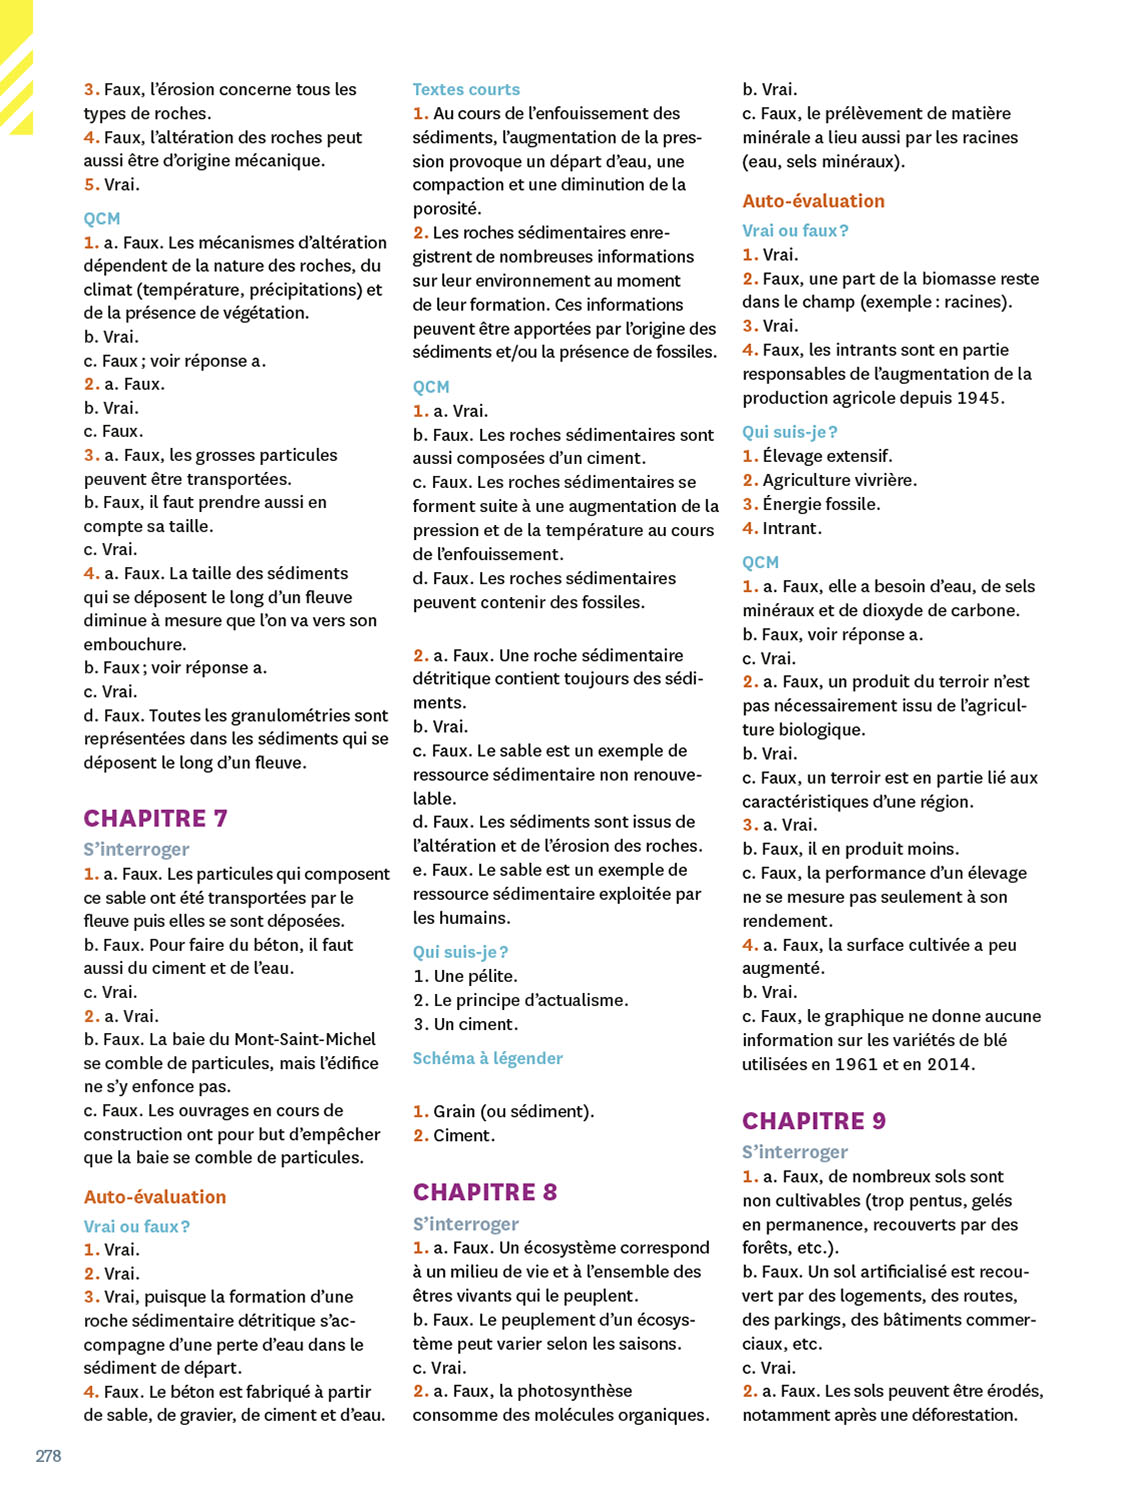 3. Faux, l’érosion concerne tous les
types de roches.
4. Faux, l’altération des roches peut
aussi être d’origine mécanique.
5. Vrai.
QCM
1. a. Faux. Les mécanismes d’altération
dépendent de la nature des roches, du
climat (température, précipitations) et
de la présence de végétation.
b. Vrai.
c. Faux ; voir réponse a.
2. a. Faux.
b. Vrai.
c. Faux.
3. a. Faux, les grosses particules
peuvent être transportées.
b. Faux, il faut prendre aussi en
compte sa taille.
c. Vrai.
4. a. Faux. La taille des sédiments
qui se déposent le long d’un fleuve
diminue à mesure que l’on va vers son
embouchure.
b. Faux ; voir réponse a.
c. Vrai.
d. Faux. Toutes les granulométries sont
représentées dans les sédiments qui se
déposent le long d’un fleuve.
CHAPITRE 7
S’interroger
1. a. Faux. Les particules qui composent
ce sable ont été transportées par le
fleuve puis elles se sont déposées.
b. Faux. Pour faire du béton, il faut
aussi du ciment et de l’eau.
c. Vrai.
2. a. Vrai.
b. Faux. La baie du Mont-Saint-Michel
se comble de particules, mais l’édifice
ne s’y enfonce pas.
c. Faux. Les ouvrages en cours de
construction ont pour but d’empêcher
que la baie se comble de particules.
Auto-évaluation
Vrai ou faux ?
1. Vrai.
2. Vrai.
3. Vrai, puisque la formation d’une
roche sédimentaire détritique s’ac-
compagne d’une perte d’eau dans le
sédiment de départ.
4. Faux. Le béton est fabriqué à partir
de sable, de gravier, de ciment et d’eau.
Textes courts
1. Au cours de l’enfouissement des
sédiments, l’augmentation de la pres-
sion provoque un départ d’eau, une
compaction et une diminution de la
porosité.
2. Les roches sédimentaires enre-
gistrent de nombreuses informations
sur leur environnement au moment
de leur formation. Ces informations
peuvent être apportées par l’origine des
sédiments et/ou la présence de fossiles.
QCM
1. a. Vrai.
b. Faux. Les roches sédimentaires sont
aussi composées d’un ciment.
c. Faux. Les roches sédimentaires se
forment suite à une augmentation de la
pression et de la température au cours
de l’enfouissement.
d. Faux. Les roches sédimentaires
peuvent contenir des fossiles.
2. a. Faux. Une roche sédimentaire
détritique contient toujours des sédi-
ments.
b. Vrai.
c. Faux. Le sable est un exemple de
ressource sédimentaire non renouve-
lable.
d. Faux. Les sédiments sont issus de
l’altération et de l’érosion des roches.
e. Faux. Le sable est un exemple de
ressource sédimentaire exploitée par
les humains.
Qui suis-je ?
1. Une pélite.
2. Le principe d’actualisme.
3. Un ciment.
Schéma à légender
1. Grain (ou sédiment).
2. Ciment.
CHAPITRE 8
S’interroger
1. a. Faux. Un écosystème correspond
à un milieu de vie et à l’ensemble des
êtres vivants qui le peuplent.
b. Faux. Le peuplement d’un écosys-
tème peut varier selon les saisons.
c. Vrai.
2. a. Faux, la photosynthèse
consomme des molécules organiques.
b. Vrai.
c. Faux, le prélèvement de matière
minérale a lieu aussi par les racines
(eau, sels minéraux).
Auto-évaluation
Vrai ou faux ?
1. Vrai.
2. Faux, une part de la biomasse reste
dans le champ (exemple : racines).
3. Vrai.
4. Faux, les intrants sont en partie
responsables de l’augmentation de la
production agricole depuis 1945.
Qui suis-je ?
1. Élevage extensif.
2. Agriculture vivrière.
3. Énergie fossile.
4. Intrant.
QCM
1. a. Faux, elle a besoin d’eau, de sels
minéraux et de dioxyde de carbone.
b. Faux, voir réponse a.
c. Vrai.
2. a. Faux, un produit du terroir n’est
pas nécessairement issu de l’agricul-
ture biologique.
b. Vrai.
c. Faux, un terroir est en partie lié aux
caractéristiques d’une région.
3. a. Vrai.
b. Faux, il en produit moins.
c. Faux, la performance d’un élevage
ne se mesure pas seulement à son
rendement.
4. a. Faux, la surface cultivée a peu
augmenté.
b. Vrai.
c. Faux, le graphique ne donne aucune
information sur les variétés de blé
utilisées en 1961 et en 2014.
CHAPITRE 9
S’interroger
1. a. Faux, de nombreux sols sont
non cultivables (trop pentus, gelés
en permanence, recouverts par des
forêts, etc.).
b. Faux. Un sol artificialisé est recou-
vert par des logements, des routes,
des parkings, des bâtiments commer-
ciaux, etc.
c. Vrai.
2. a. Faux. Les sols peuvent être érodés,
notamment après une déforestation.
278